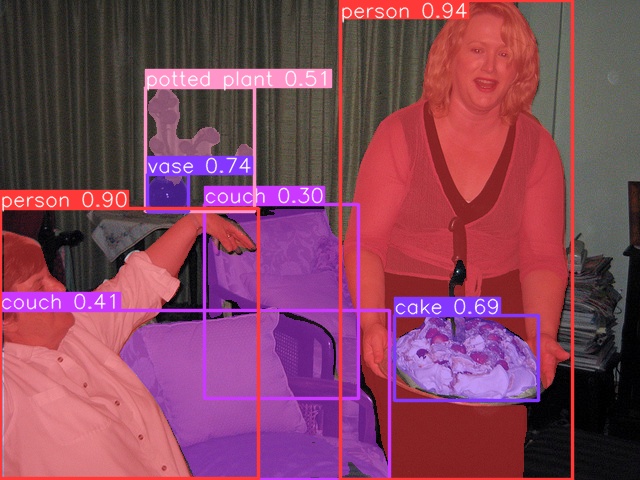 person 0.94
potted plant 0.51
vase 0.74
person 0.90
couch 0.30
couch 0.41
cake 0.69